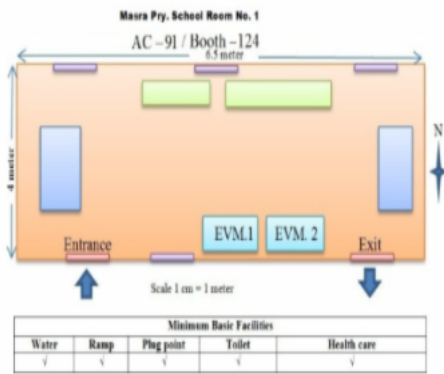 Masra Pry. School Room No. 1
AC –91 / Booth –124
6.5 meter
4 meter
N
EVM.1 EVM. 2
Entrance Exit
Scale 1 cm = 1 meter
Minimum Basic Facilities
Water Ramp Plug point Toilet Health care
√ √ √ √ √